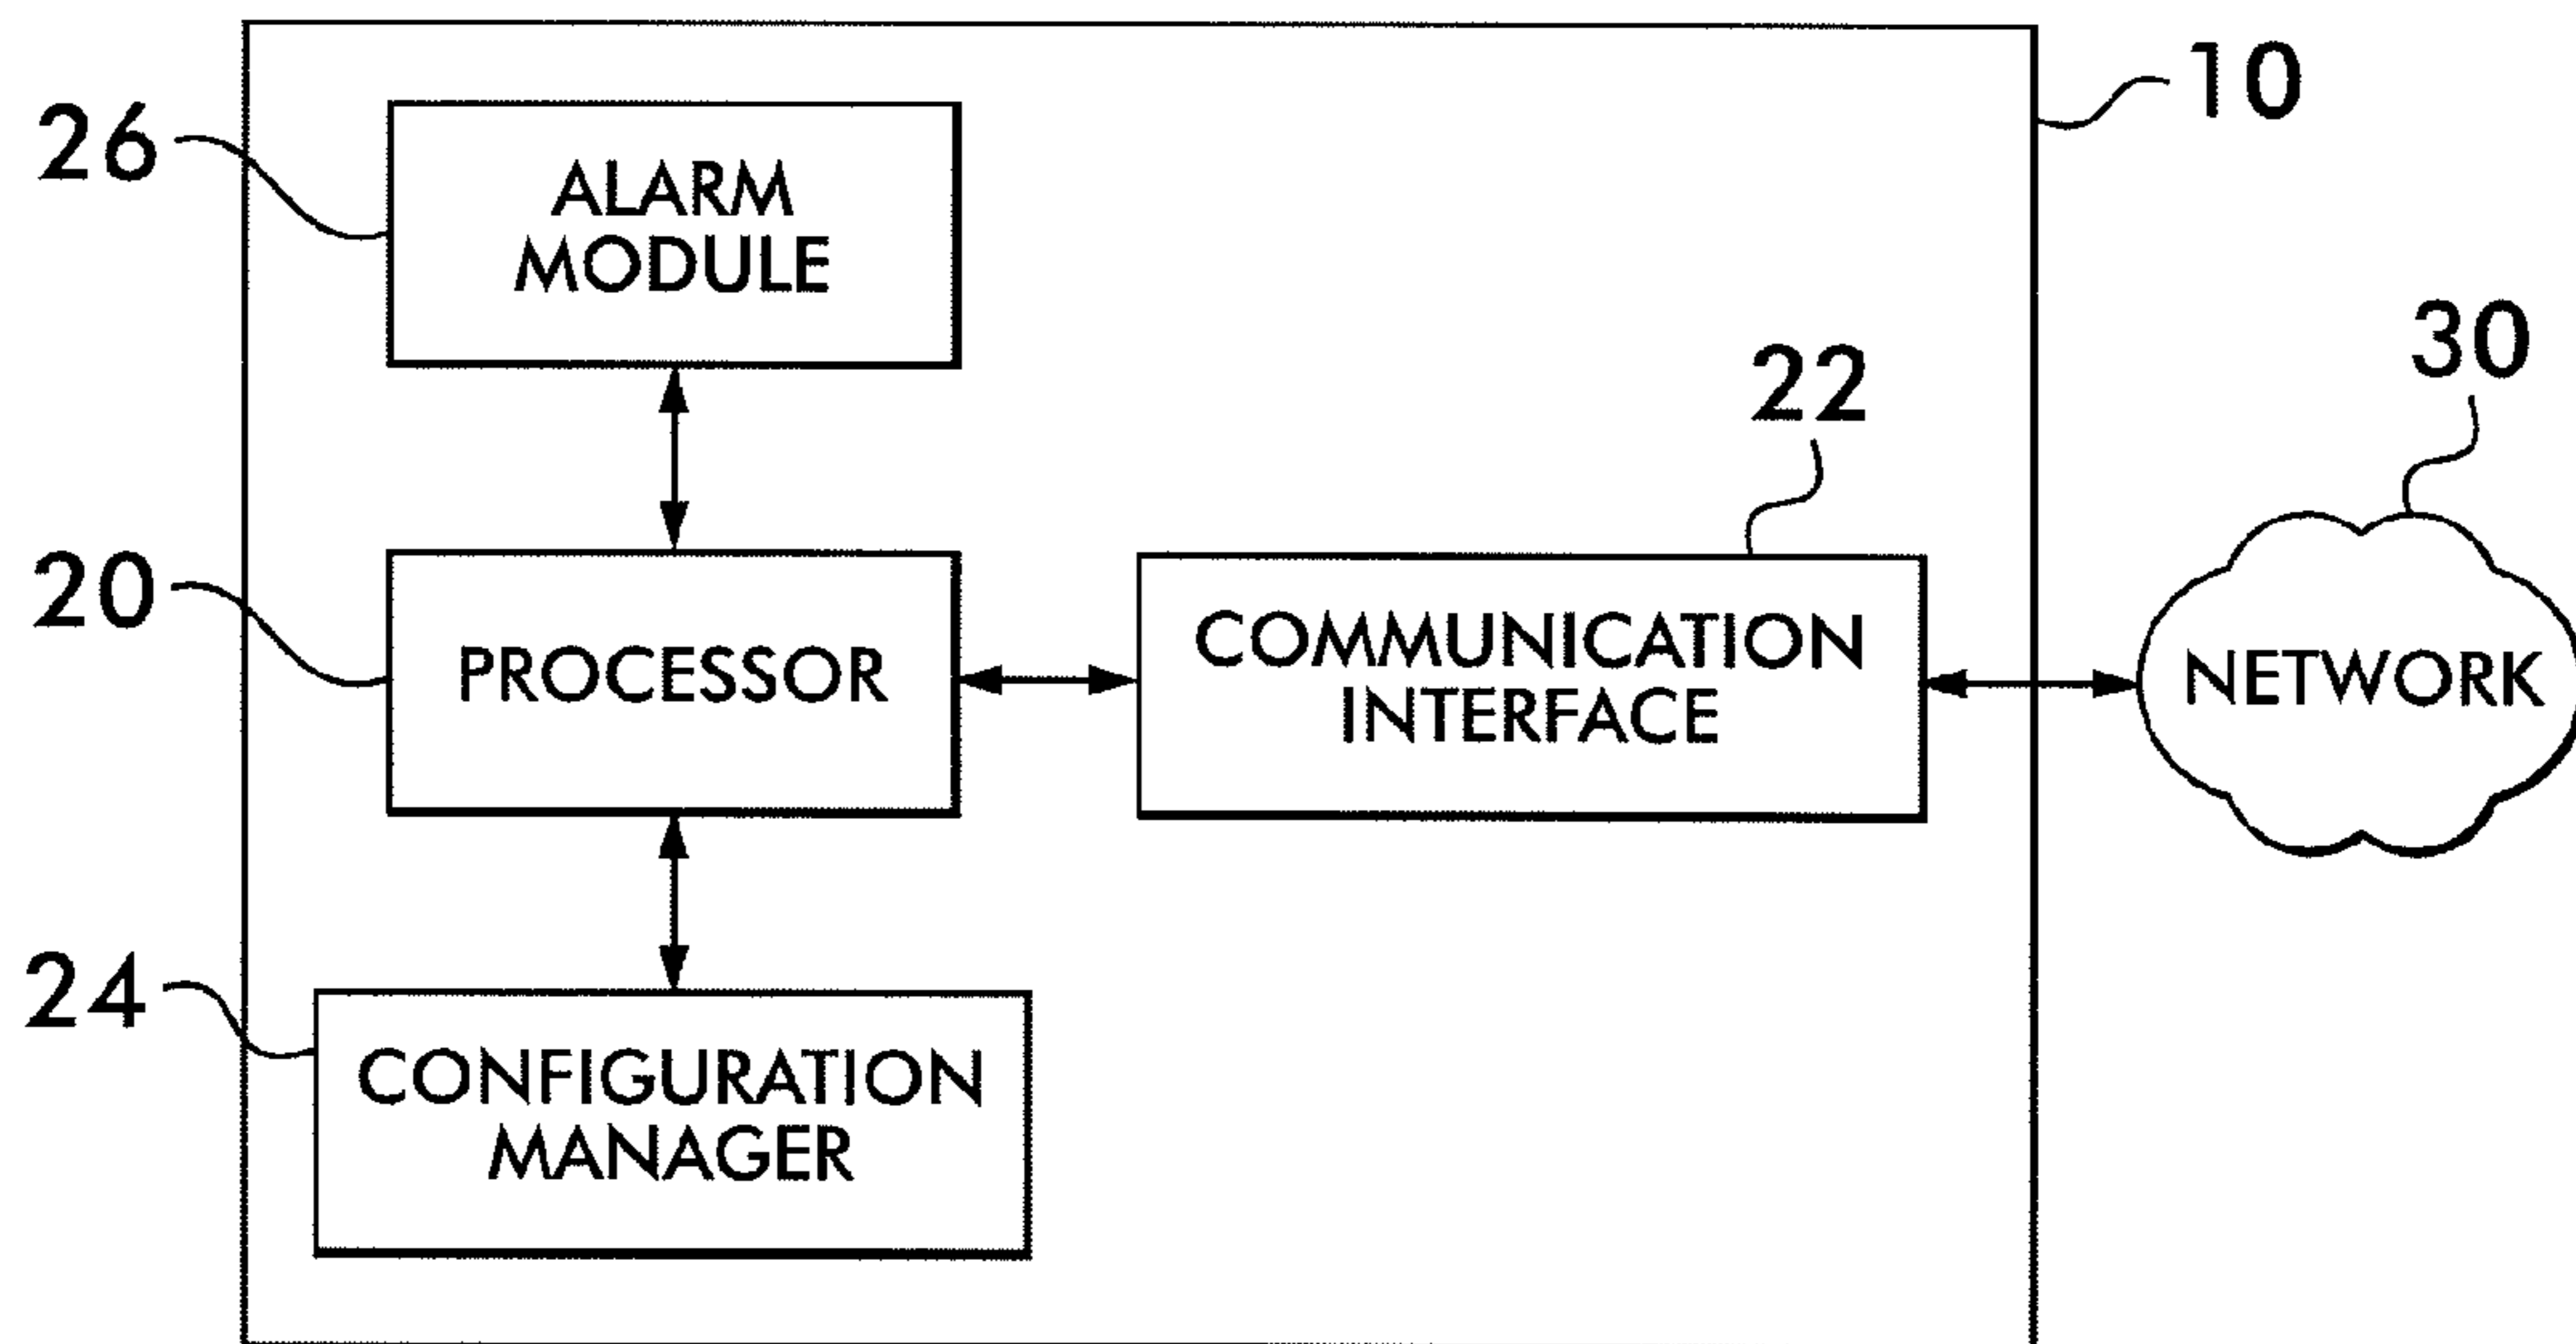 10
26
ALARM
MODULE
30
22
20
PROCESSOR
COMMUNICATION
INTERFACE
NETWORK
24
CONFIGURATION
MANAGER